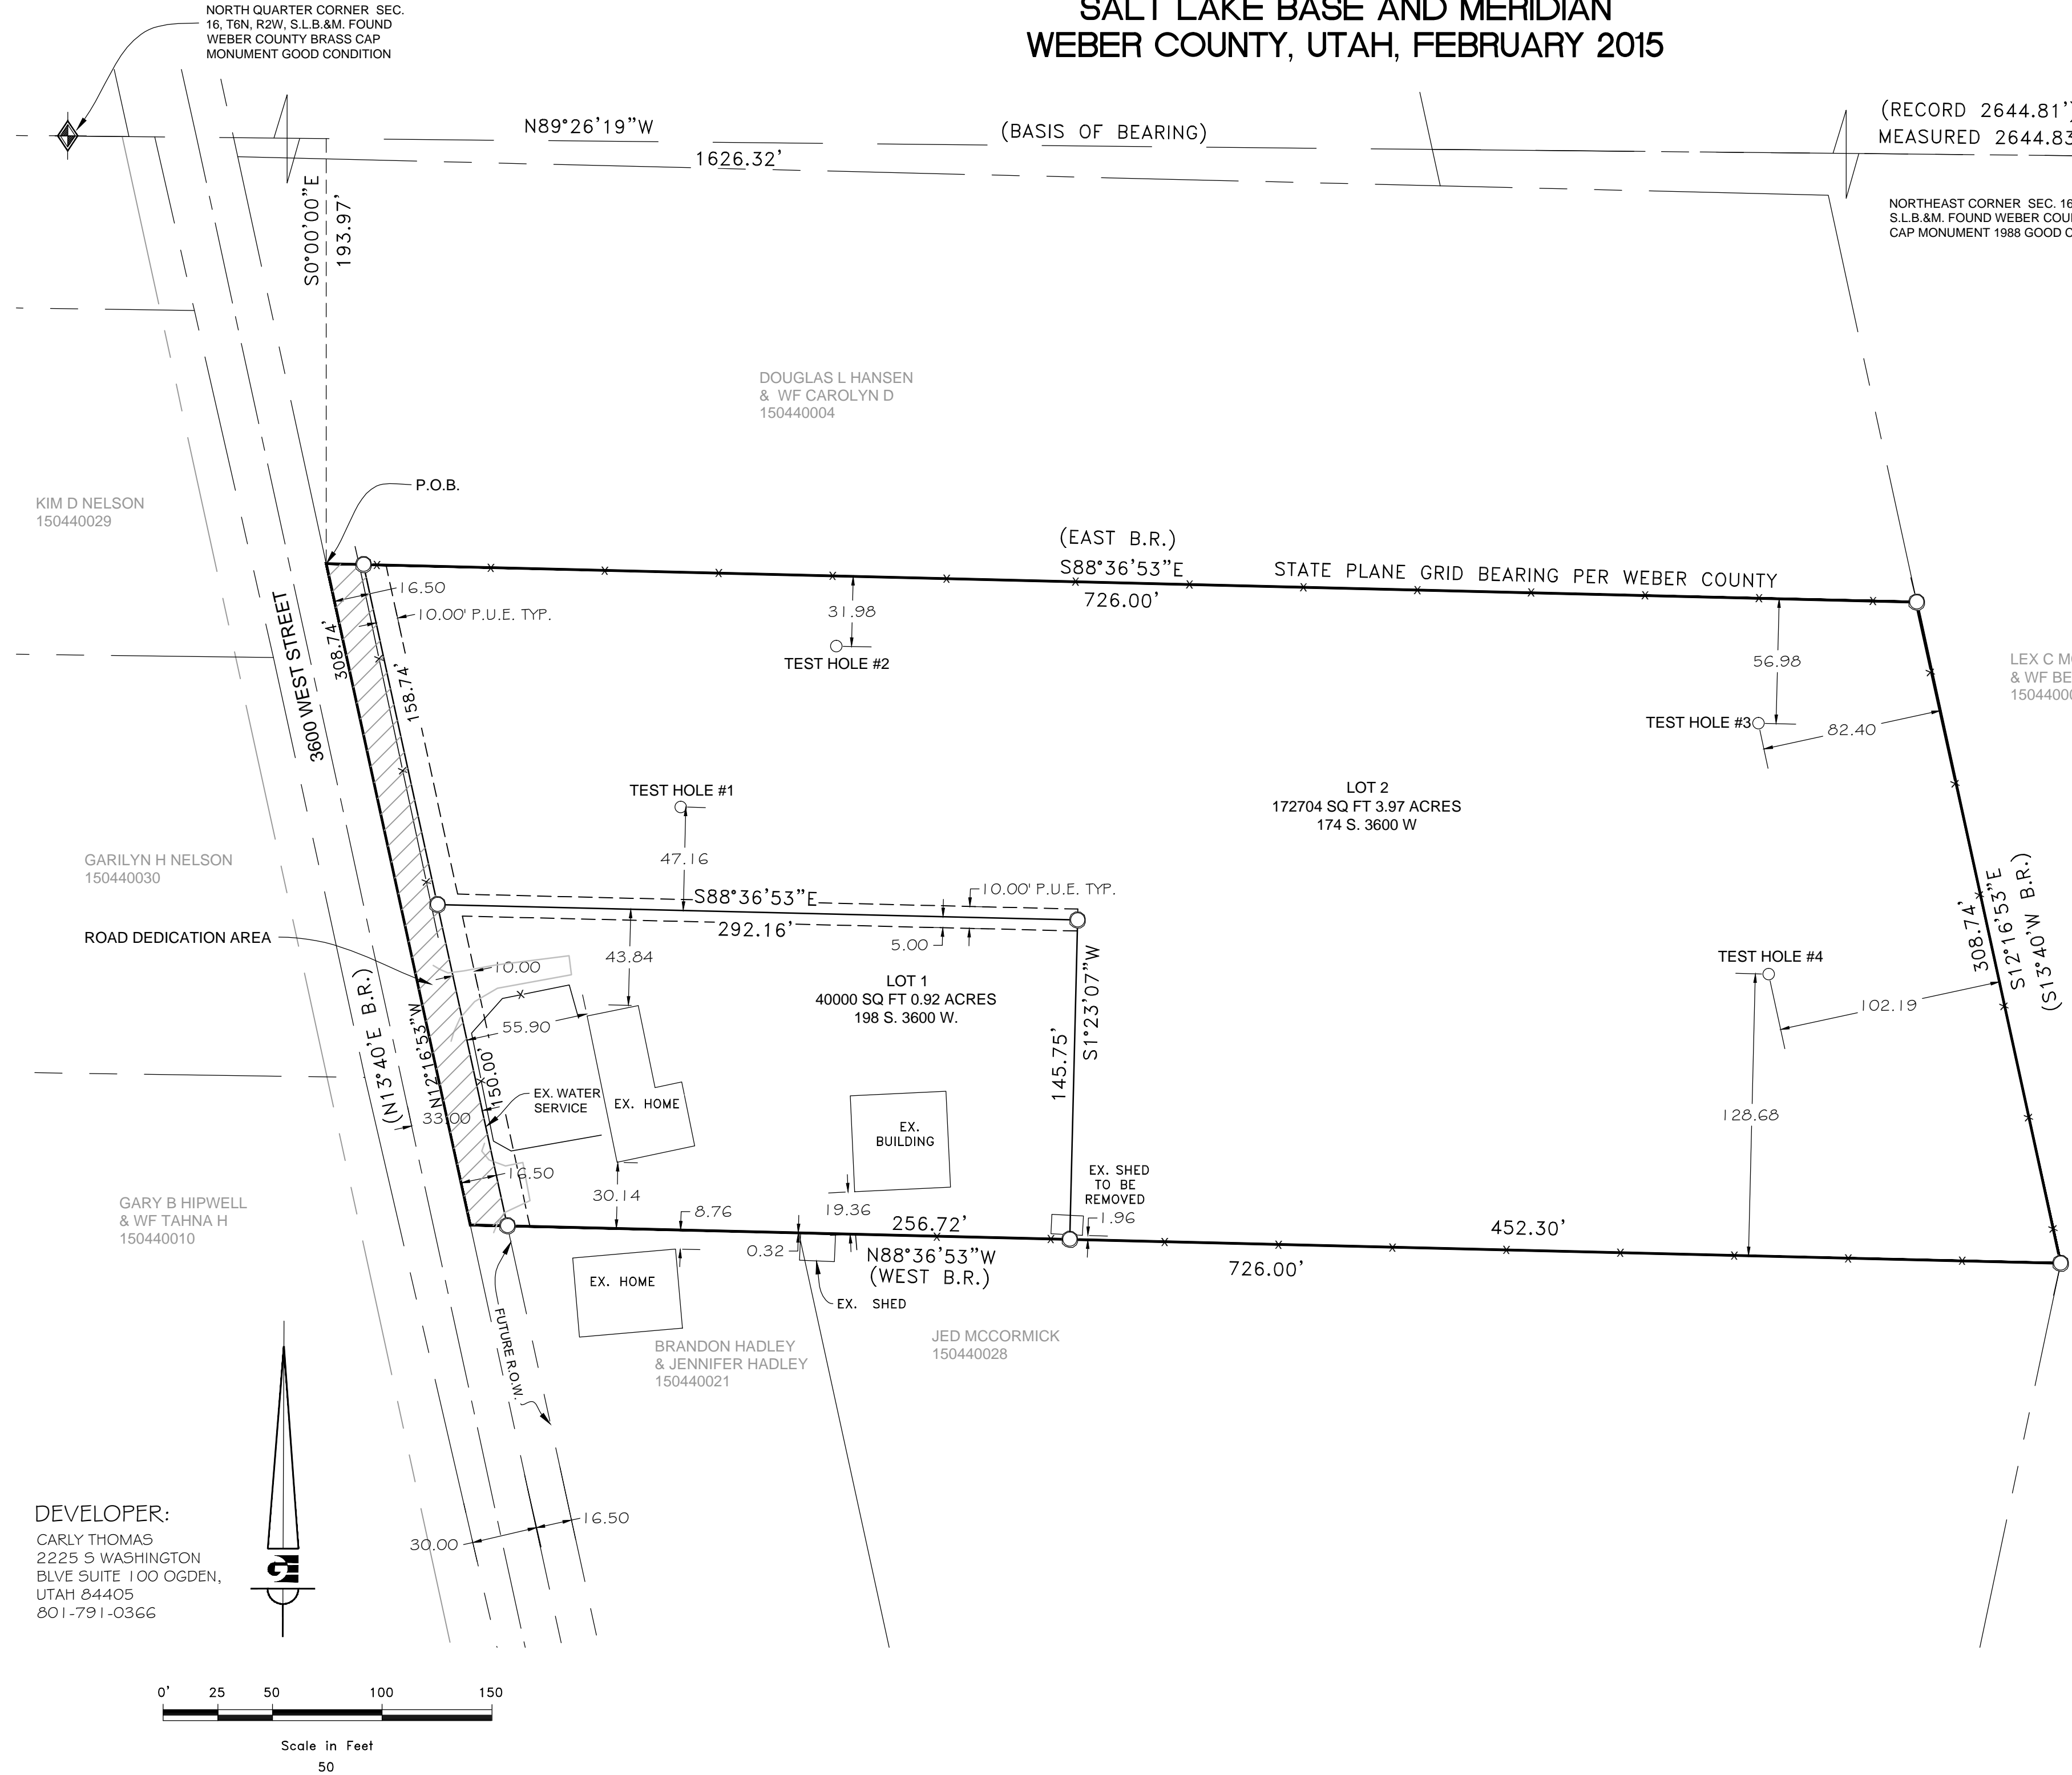 SALT LAKE BASE AND MERIDIAN
WEBER COUNTY, UTAH, FEBRUARY 2015
NORTH QUARTER CORNER SEC.
16, T6N, R2W, S.L.B.&M. FOUND
WEBER COUNTY BRASS CAP
MONUMENT GOOD CONDITION
N89°26'19"W
(BASIS OF BEARING)
1626.32'
(RECORD 2644.81')
MEASURED 2644.83
NORTHEAST CORNER SEC. 16
S.L.B.&M. FOUND WEBER COU
CAP MONUMENT 1988 GOOD C
S0°00'00"E
193.97'
DOUGLAS L HANSEN
& WF CAROLYN D
150440004
KIM D NELSON
150440029
P.O.B.
(EAST B.R.)
S88°36'53"E
726.00'
STATE PLANE GRID BEARING PER WEBER COUNTY
16.50
10.00' P.U.E. TYP.
31.98
TEST HOLE #2
56.98
TEST HOLE #3
82.40
LEX C M
& WF BE
15044000
3600 WEST STREET
308.74'
158.74'
TEST HOLE #1
47.16
LOT 2
172704 SQ FT 3.97 ACRES
174 S. 3600 W
GARILYN H NELSON
150440030
S88°36'53"E
292.16'
10.00' P.U.E. TYP.
5.00
ROAD DEDICATION AREA
43.84
10.00
LOT 1
40000 SQ FT 0.92 ACRES
198 S. 3600 W.
55.90
145.75'
S1°23'07"W
TEST HOLE #4
102.19
308.74'
S12°16'53"E
(S13°40'W B.R.)
(N13°40'E B.R.)
N12°16'53"W
150.00'
33.00
EX. WATER
SERVICE
EX. HOME
EX.
BUILDING
128.68
16.50
30.14
8.76
19.36
EX. SHED
TO BE
REMOVED
1.96
256.72'
452.30'
0.32
N88°36'53"W
(WEST B.R.)
726.00'
GARY B HIPWELL
& WF TAHNA H
150440010
EX. HOME
EX. SHED
FUTURE R.O.W.
BRANDON HADLEY
& JENNIFER HADLEY
150440021
JED MCCORMICK
150440028
16.50
30.00
DEVELOPER:
CARLY THOMAS
2225 S WASHINGTON
BLVE SUITE 100 OGDEN,
UTAH 84405
801-791-0366
G
0' 25 50 100 150
Scale in Feet
50